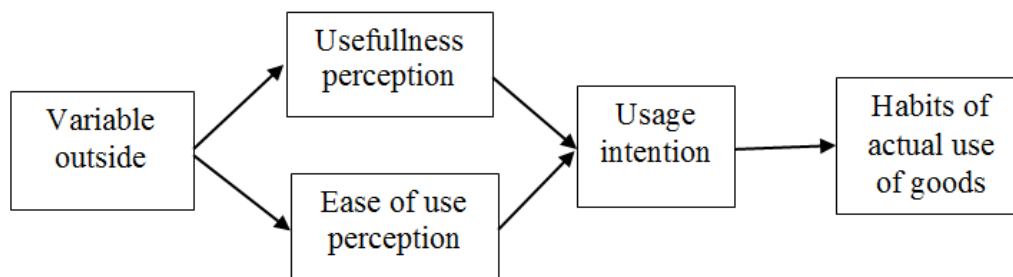 Variable
outside
Usefullness
perception
Ease of use
perception
Usage
intention
Habits of
actual use
of goods